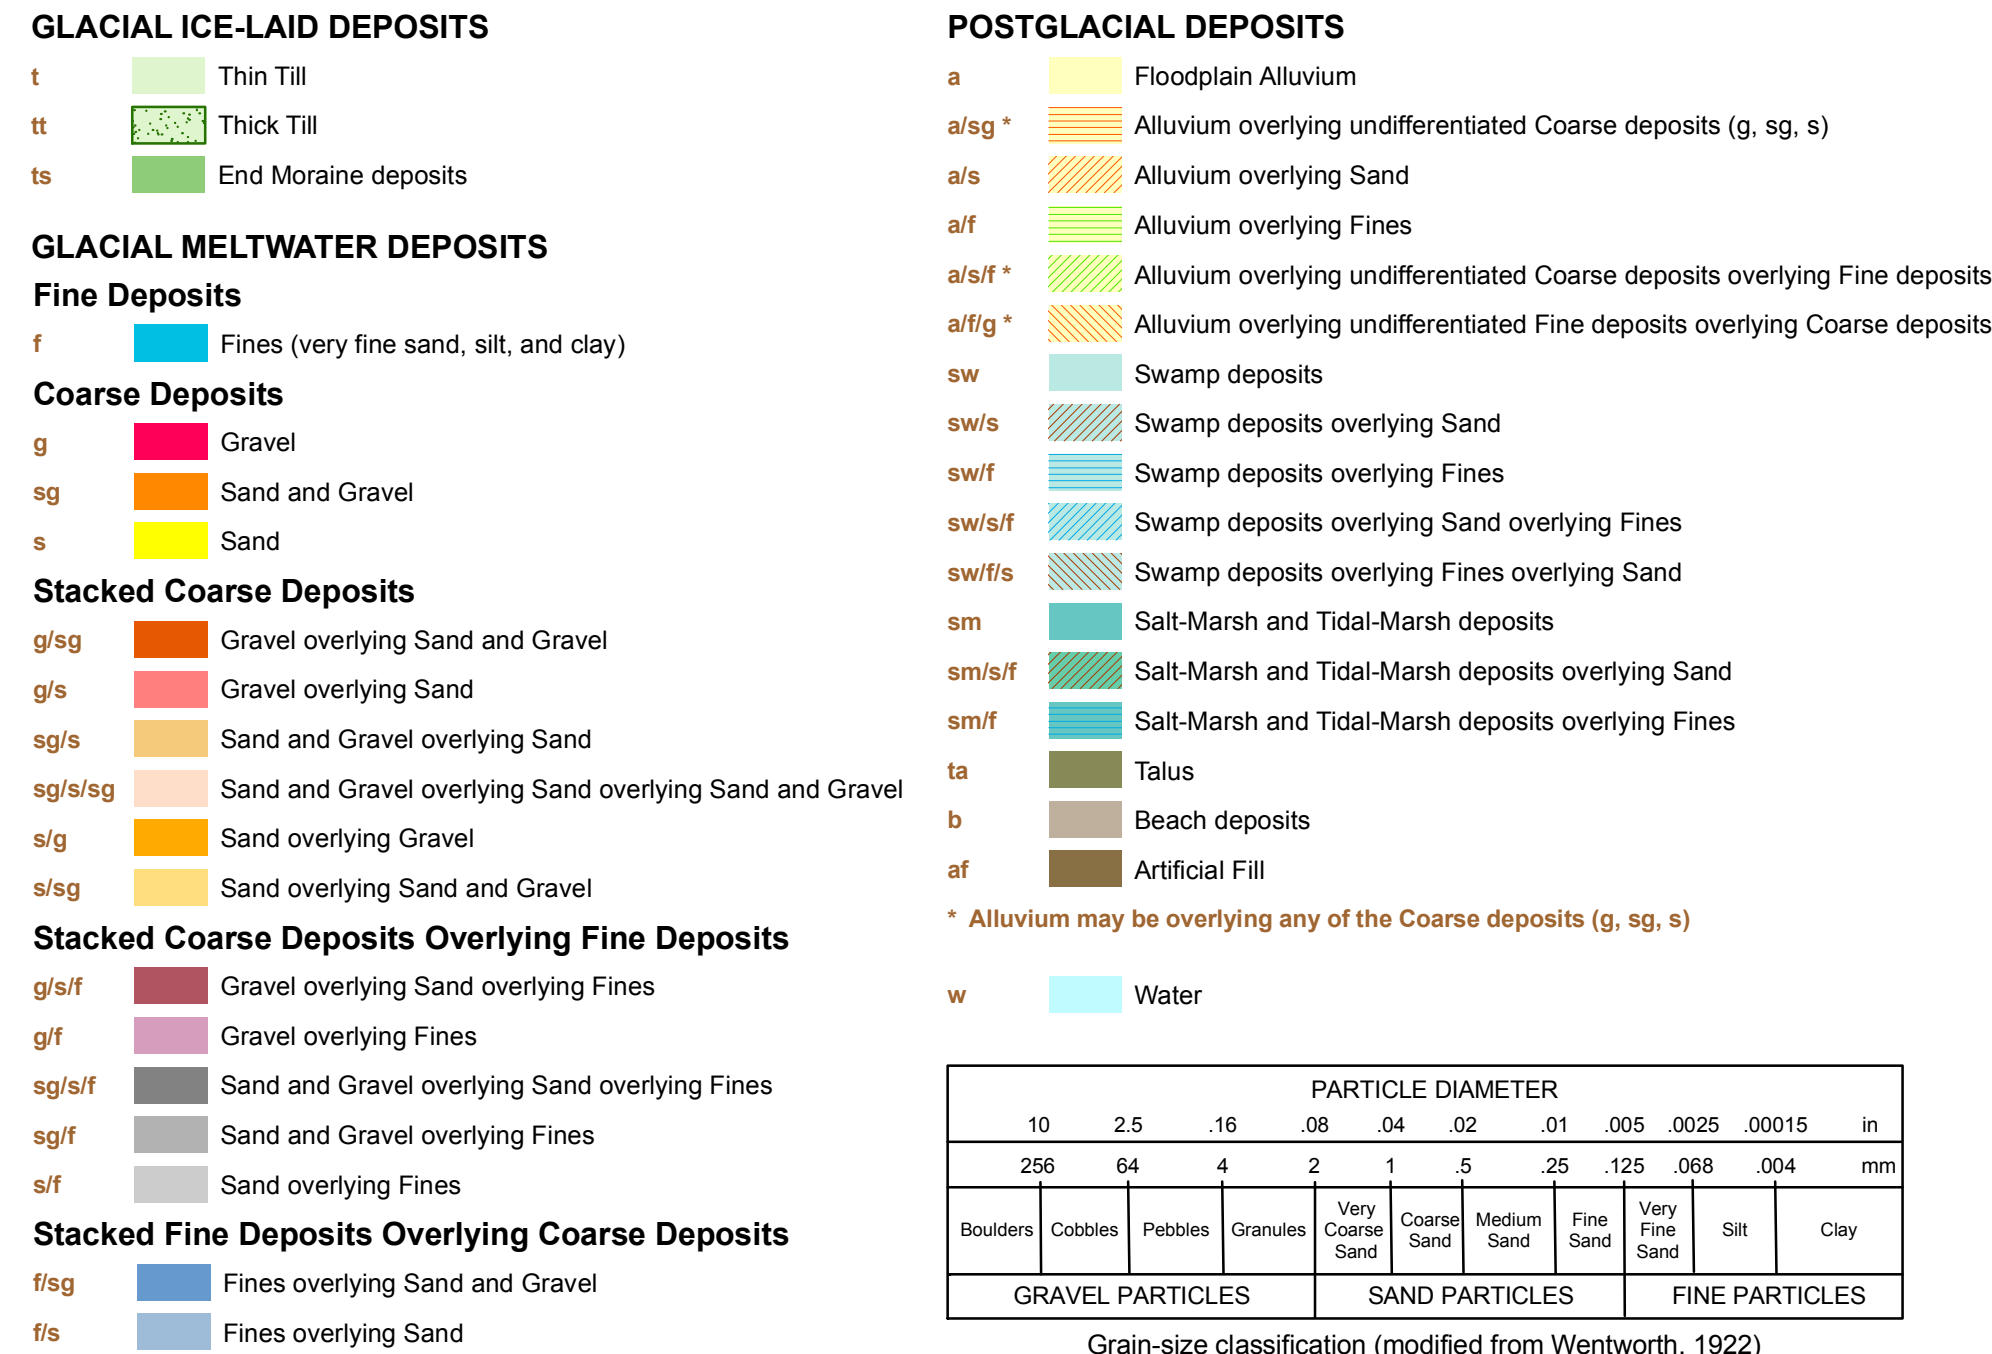 GLACIAL ICE-LAID DEPOSITS
t Thin Till
tt Thick Till
ts End Moraine deposits
GLACIAL MELTWATER DEPOSITS
Fine Deposits
f Fines (very fine sand, silt, and clay)
Coarse Deposits
g Gravel
sg Sand and Gravel
s Sand
Stacked Coarse Deposits
g/sg Gravel overlying Sand and Gravel
g/s Gravel overlying Sand
sg/s Sand and Gravel overlying Sand
sg/s/sg Sand and Gravel overlying Sand overlying Sand and Gravel
s/g Sand overlying Gravel
s/sg Sand overlying Sand and Gravel
Stacked Coarse Deposits Overlying Fine Deposits
g/s/f Gravel overlying Sand overlying Fines
g/f Gravel overlying Fines
sg/s/f Sand and Gravel overlying Sand overlying Fines
sg/f Sand and Gravel overlying Fines
s/f Sand overlying Fines
Stacked Fine Deposits Overlying Coarse Deposits
f/sg Fines overlying Sand and Gravel
f/s Fines overlying Sand
POSTGLACIAL DEPOSITS
a Floodplain Alluvium
a/sg * Alluvium overlying undifferentiated Coarse deposits (g, sg, s)
a/s Alluvium overlying Sand
a/f Alluvium overlying Fines
a/s/f * Alluvium overlying undifferentiated Coarse deposits overlying Fine deposits
a/f/g * Alluvium overlying undifferentiated Fine deposits overlying Coarse deposits
sw Swamp deposits
sw/s Swamp deposits overlying Sand
sw/f Swamp deposits overlying Fines
sw/s/f Swamp deposits overlying Sand overlying Fines
sw/f/s Swamp deposits overlying Fines overlying Sand
sm Salt-Marsh and Tidal-Marsh deposits
sm/s/f Salt-Marsh and Tidal-Marsh deposits overlying Sand
sm/f Salt-Marsh and Tidal-Marsh deposits overlying Fines
ta Talus
b Beach deposits
af Artificial Fill
* Alluvium may be overlying any of the Coarse deposits (g, sg, s)
w Water
PARTICLE DIAMETER
10 2.5 .16 .08 .04 .02 .01 .005 .0025 .00015 in
256 64 4 2 1 .5 .25 .125 .068 .004 mm
Boulders Cobbles Pebbles Granules Very Coarse Sand Coarse Sand Medium Sand Fine Sand Very Fine Sand Silt Clay
GRAVEL PARTICLES SAND PARTICLES FINE PARTICLES
Grain-size classification (modified from Wentworth, 1922)